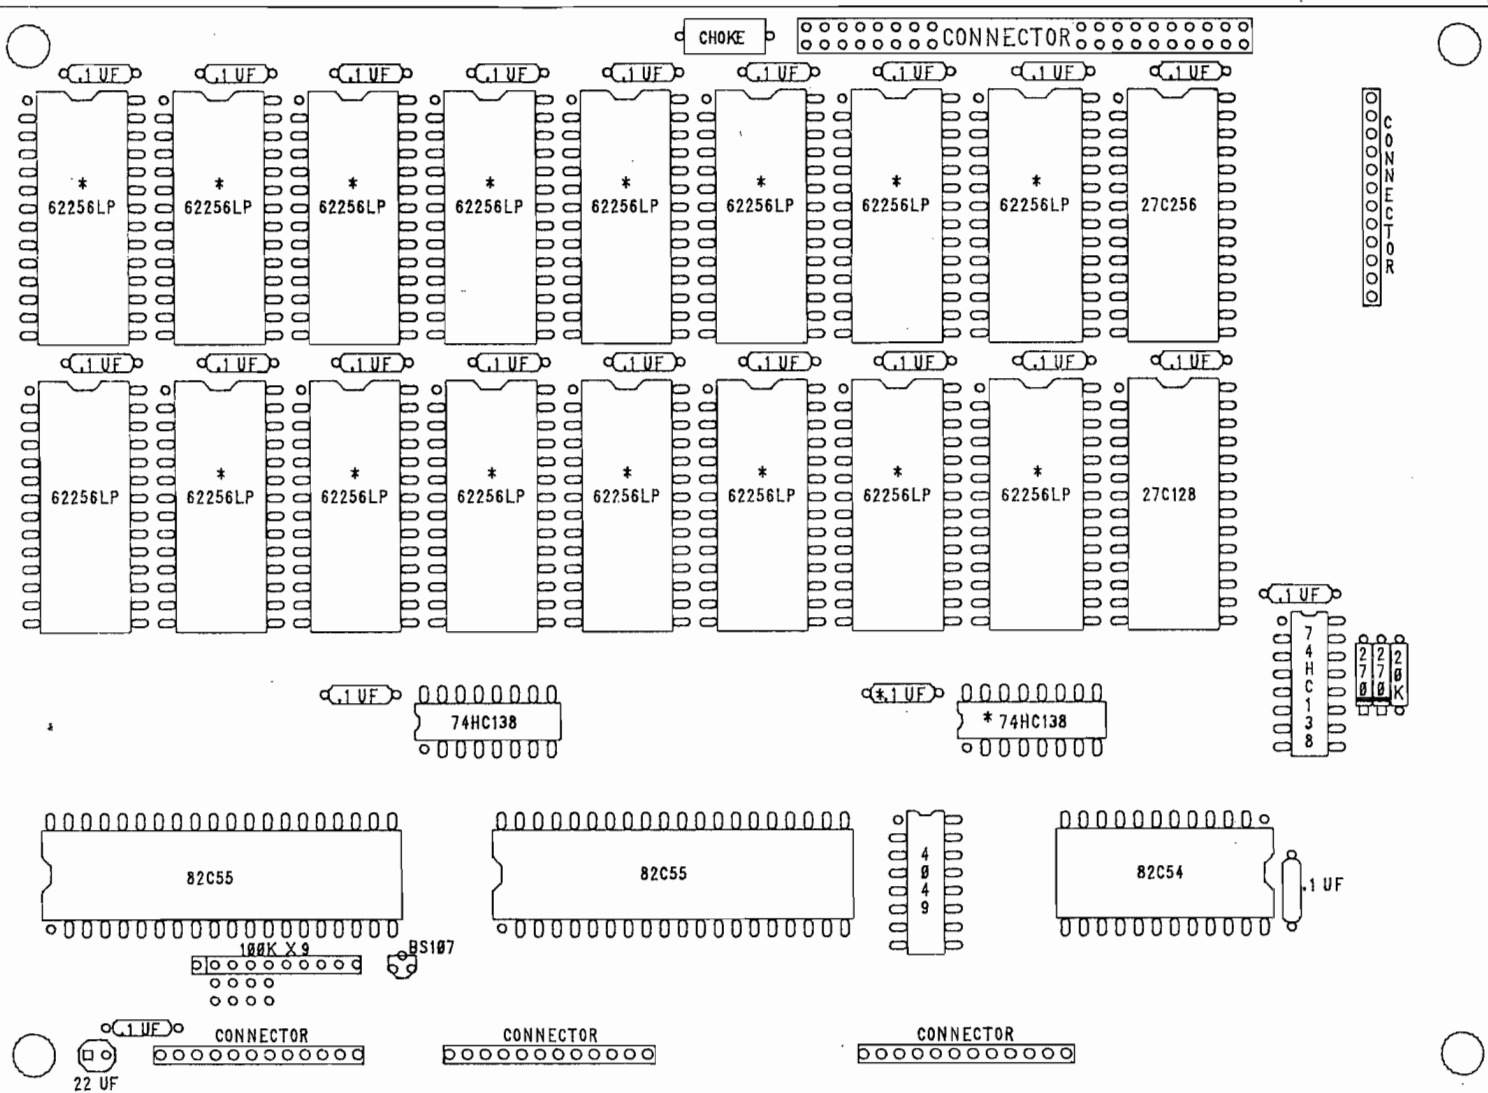 CHOKE CONNECTOR
.1 UF .1 UF .1 UF .1 UF .1 UF .1 UF .1 UF .1 UF .1 UF
CONNECTOR
* * * * * * * *
62256LP 62256LP 62256LP 62256LP 62256LP 62256LP 62256LP 62256LP 27C256
.1 UF .1 UF .1 UF .1 UF .1 UF .1 UF .1 UF .1 UF .1 UF
* * * * * * *
62256LP 62256LP 62256LP 62256LP 62256LP 62256LP 62256LP 62256LP 27C128
.1 UF
74HC138
270 270 20K
.1 UF *.1 UF
74HC138 * 74HC138
82C55 82C55 4049 82C54
.1 UF
100K X 9 BS107
.1 UF CONNECTOR CONNECTOR CONNECTOR
22 UF